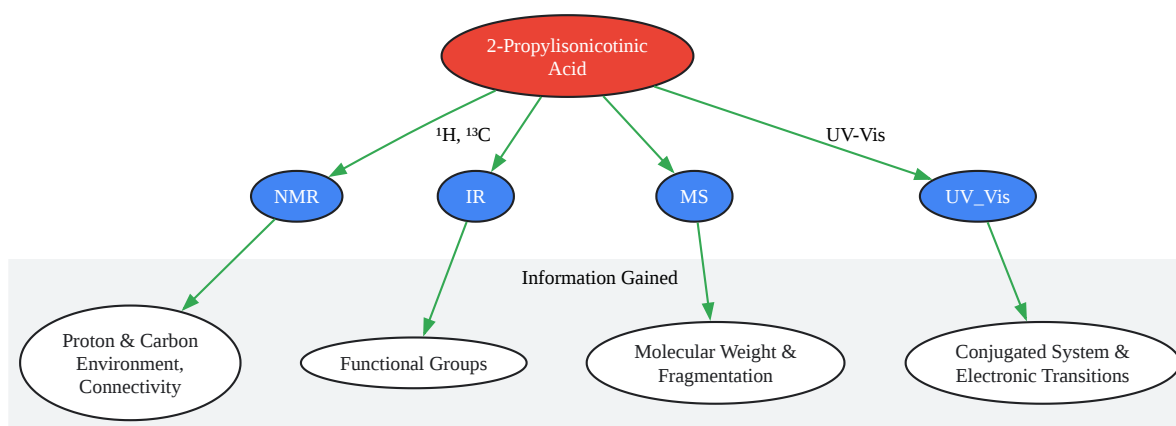 2-Propylisonicotinic
Acid
¹H, ¹³C
UV-Vis
NMR
IR
MS
UV_Vis
Information Gained
Proton & Carbon
Environment,
Connectivity
Functional Groups
Molecular Weight &
Fragmentation
Conjugated System &
Electronic Transitions